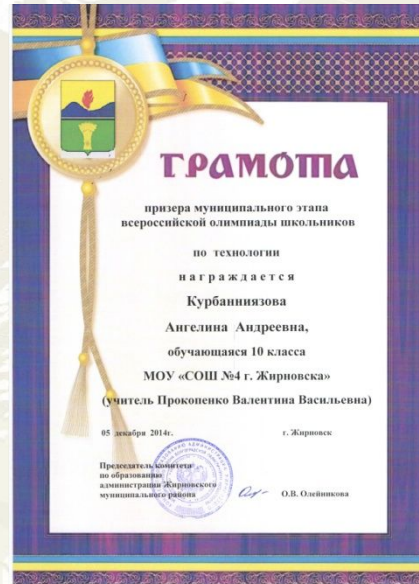 ГРАМОТА
призера муниципального этапа
всероссийской олимпиады школьников
по технологии
награждается
Курбанниязова
Ангелина Андреевна,
обучающаяся 10 класса
МОУ «СОШ №4 г. Жирновска»
(учитель Прокопенко Валентина Васильевна)
05 декабря 2014г. г. Жирновск
Председатель комитета
по образованию
администрации Жирновского
муниципального района О.В. Олейникова